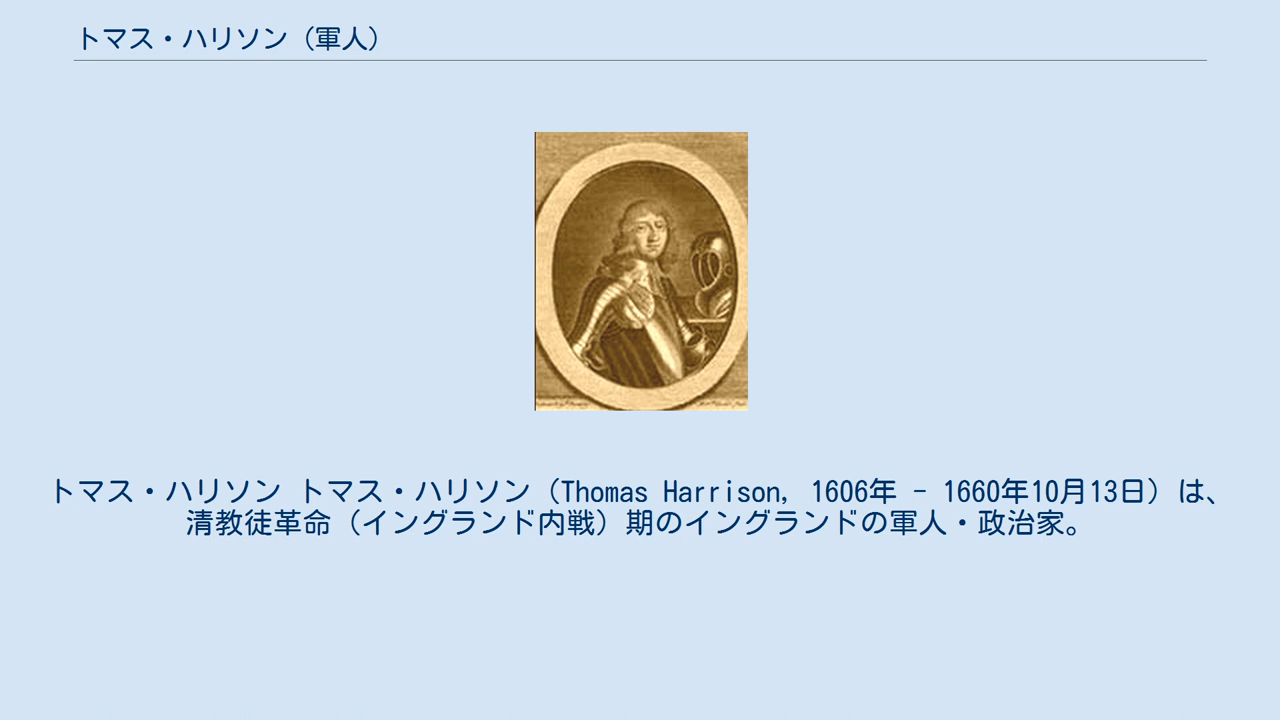 トマス・ハリソン（軍人）
トマス・ハリソン トマス・ハリソン（Thomas Harrison, 1606年 - 1660年10月13日）は、
清教徒革命（イングランド内戦）期のイングランドの軍人・政治家。